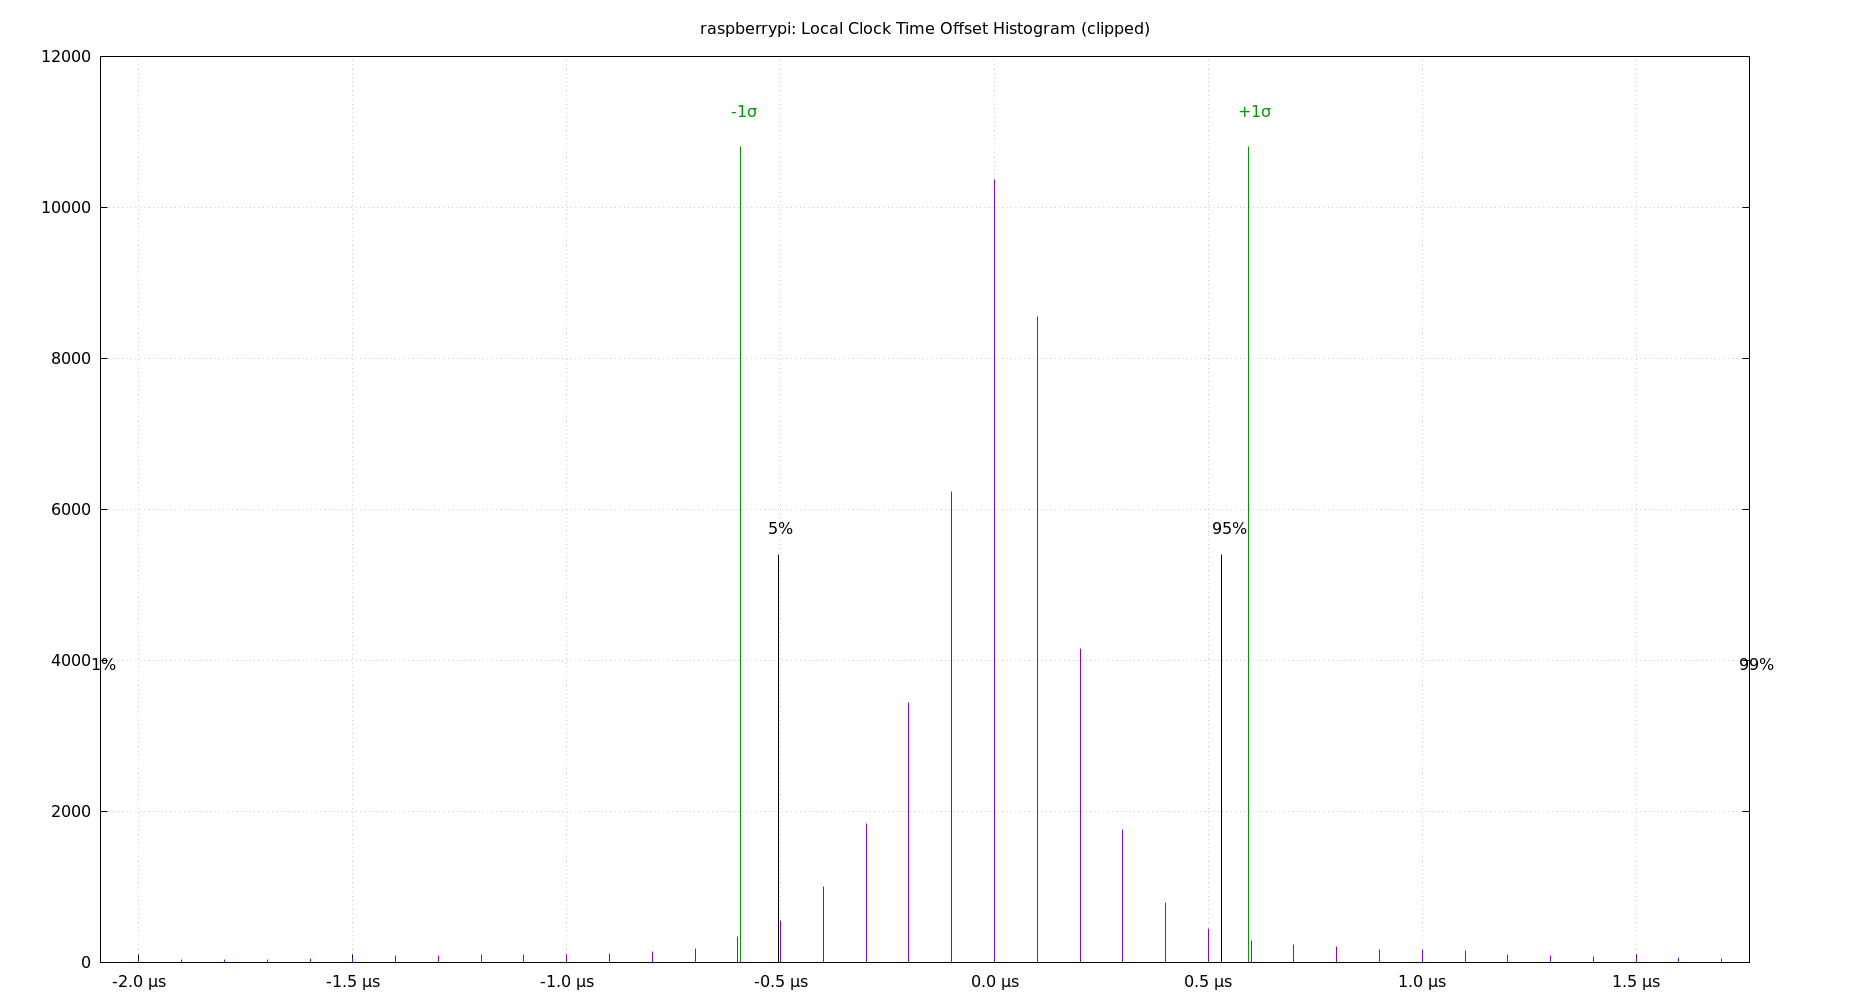 raspberrypi: Local Clock Time Offset Histogram (clipped)
12000
-1σ
+1σ
10000
8000
6000
5%
95%
4000
1%
99%
2000
0
-2.0 µs
-1.5 µs
-1.0 µs
-0.5 µs
0.0 µs
0.5 µs
1.0 µs
1.5 µs